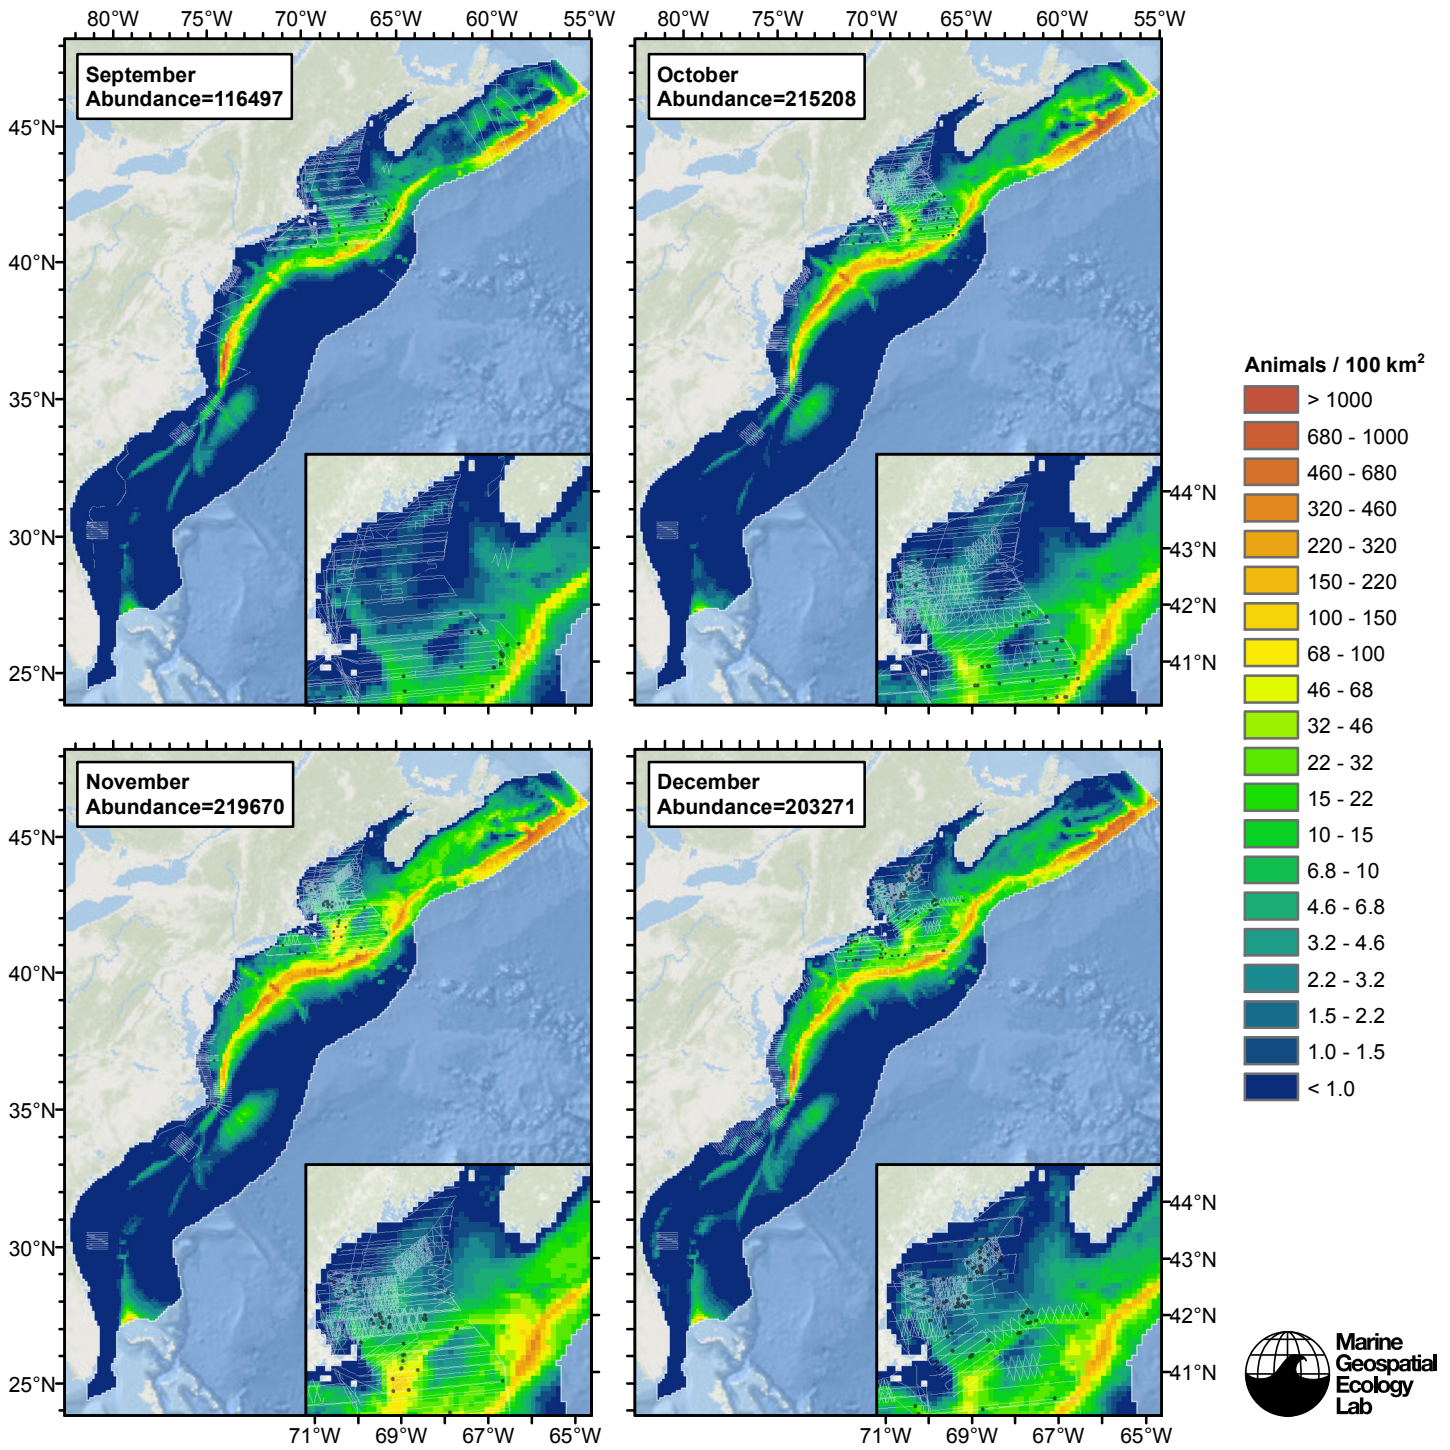 80°W 75°W 70°W 65°W 60°W 55°W
80°W 75°W 70°W 65°W 60°W 55°W
September
Abundance=116497
October
Abundance=215208
45°N
40°N
35°N
30°N
25°N
44°N
43°N
42°N
41°N
November
Abundance=219670
December
Abundance=203271
45°N
40°N
35°N
30°N
25°N
44°N
43°N
42°N
41°N
71°W 69°W 67°W 65°W
71°W 69°W 67°W 65°W
Animals / 100 km²
> 1000
680 - 1000
460 - 680
320 - 460
220 - 320
150 - 220
100 - 150
68 - 100
46 - 68
32 - 46
22 - 32
15 - 22
10 - 15
6.8 - 10
4.6 - 6.8
3.2 - 4.6
2.2 - 3.2
1.5 - 2.2
1.0 - 1.5
< 1.0
Marine
Geospatial
Ecology
Lab